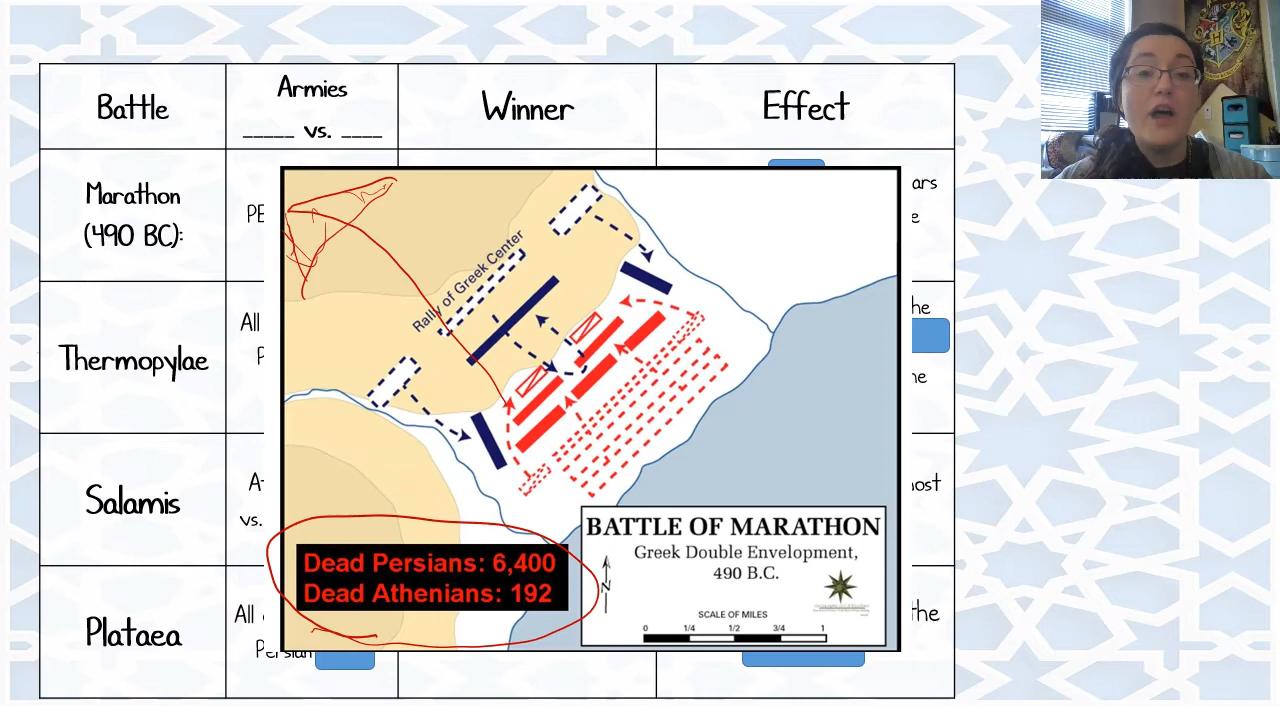 Battle
Armies
_____ vs. ____
Winner
Effect
Marathon
(490 BC):
PE
ars
e
Thermopylae
All
P
he
ne
Salamis
A-
vs.
nost
Plataea
All
Persian
the
Rally of Greek Center
Dead Persians: 6,400
Dead Athenians: 192
BATTLE OF MARATHON
Greek Double Envelopment,
490 B.C.
N
SCALE OF MILES
0 1/4 1/2 3/4 1